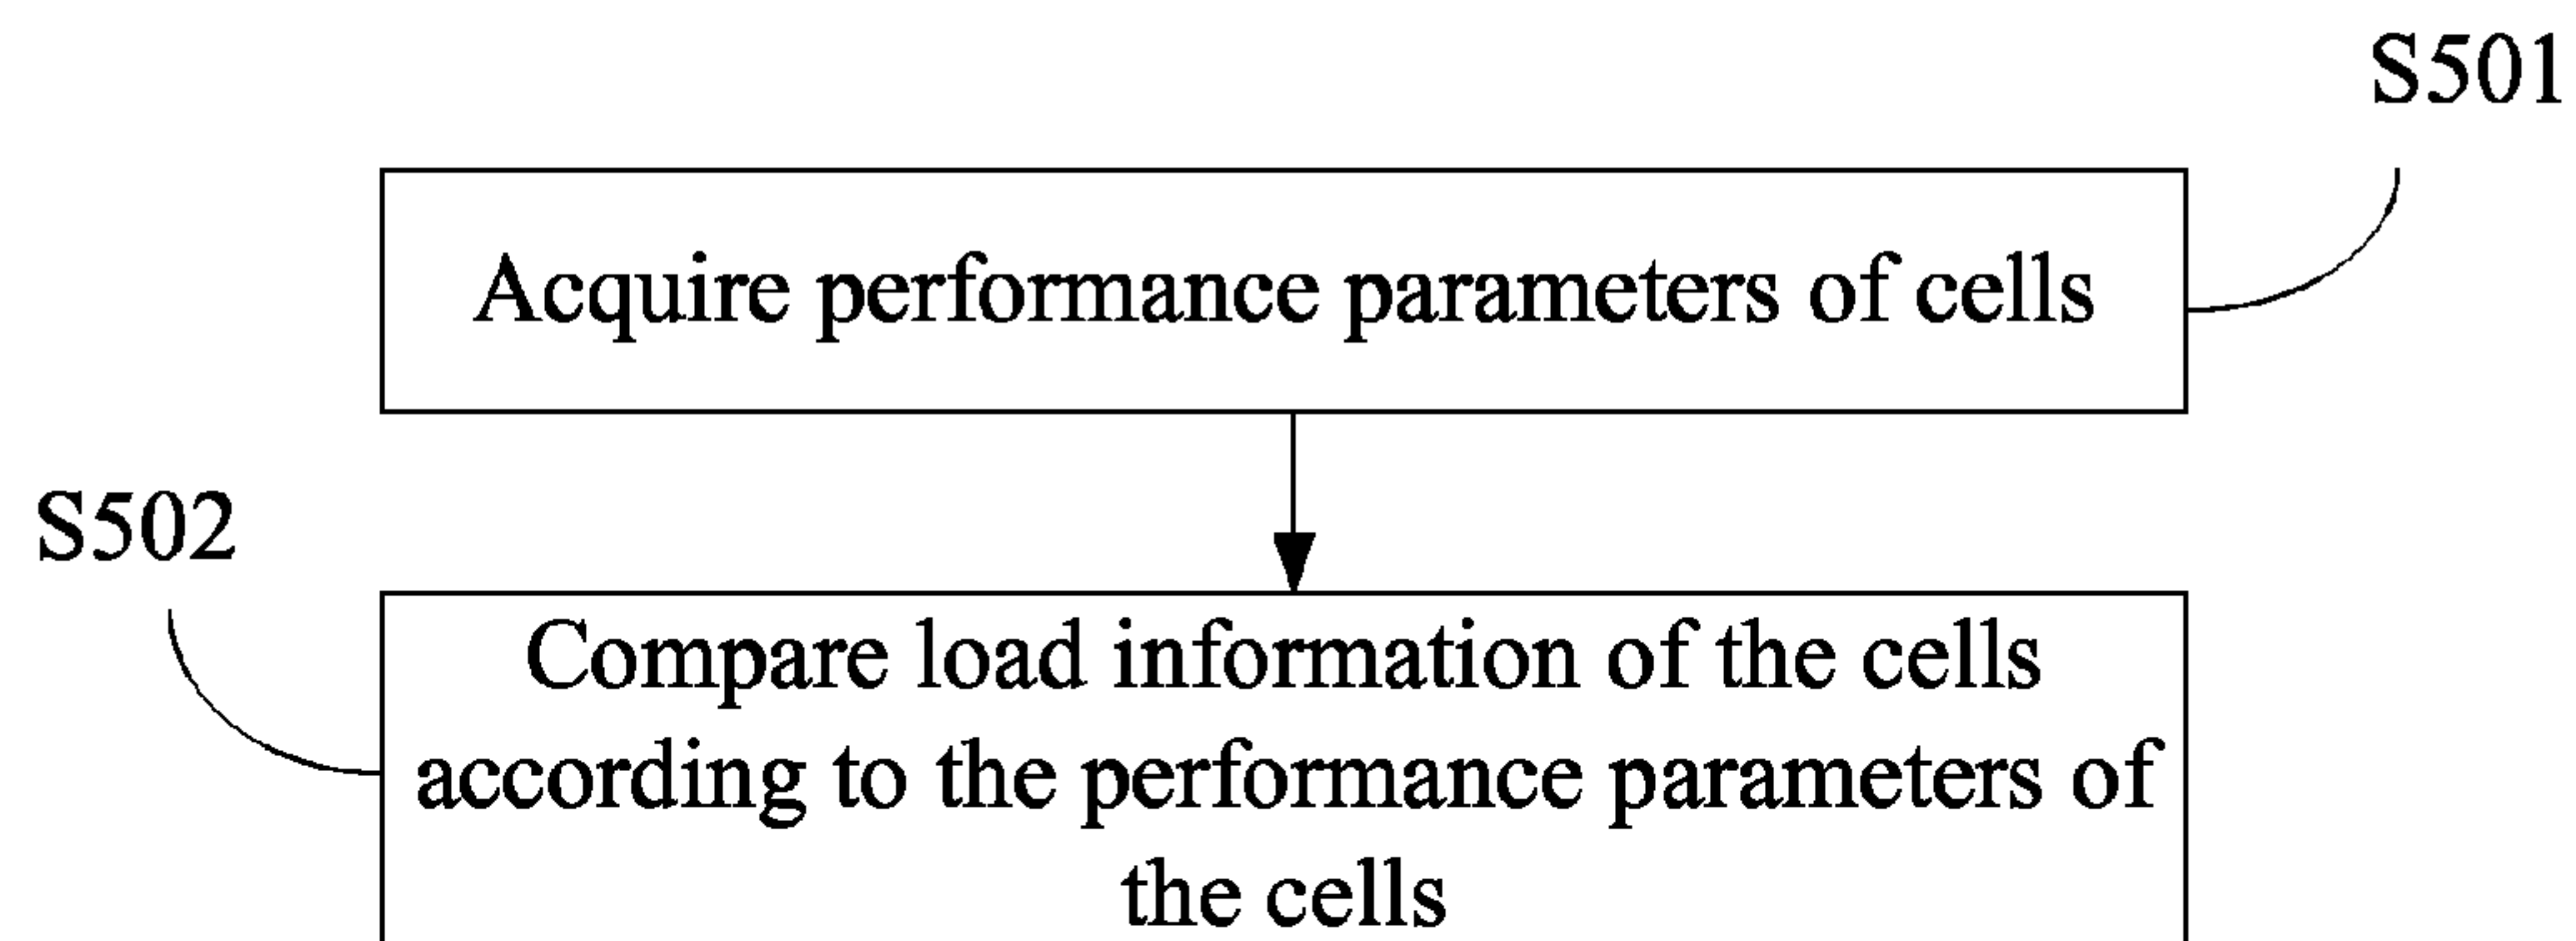 S501
Acquire performance parameters of cells
S502
Compare load information of the cells
according to the performance parameters of
the cells